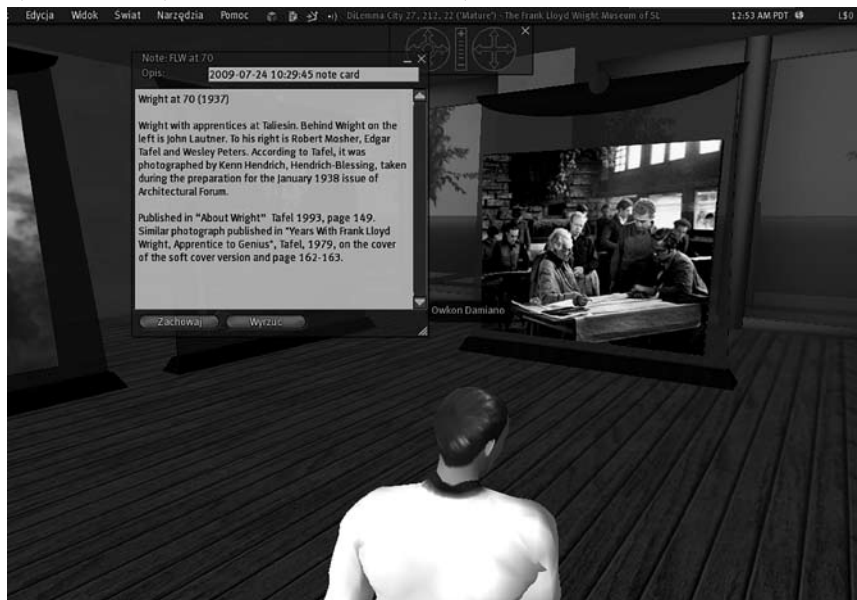 Edycja Widok Świat Narzędzia Pomoc DiLemma City 27, 212, 22 ('Mature') - The Frank Lloyd Wright Museum of SL 12:53 AM PDT L$0
Note: FLW at 70
Opis: 2009-07-24 10:29:45 note card
Wright at 70 (1937)
Wright with apprentices at Taliesin. Behind Wright on the
left is John Lautner. To his right is Robert Mosher, Edgar
Tafel and Wesley Peters. According to Tafel, it was
photographed by Kenn Hendrich, Hendrich-Blessing, taken
during the preparation for the January 1938 issue of
Architectural Forum.
Published in "About Wright" Tafel 1993, page 149.
Similar photograph published in "Years With Frank Lloyd
Wright, Apprentice to Genius", Tafel, 1979, on the cover
of the soft cover version and page 162-163.
Zachowaj Wyrzuć
Owkon Damiano